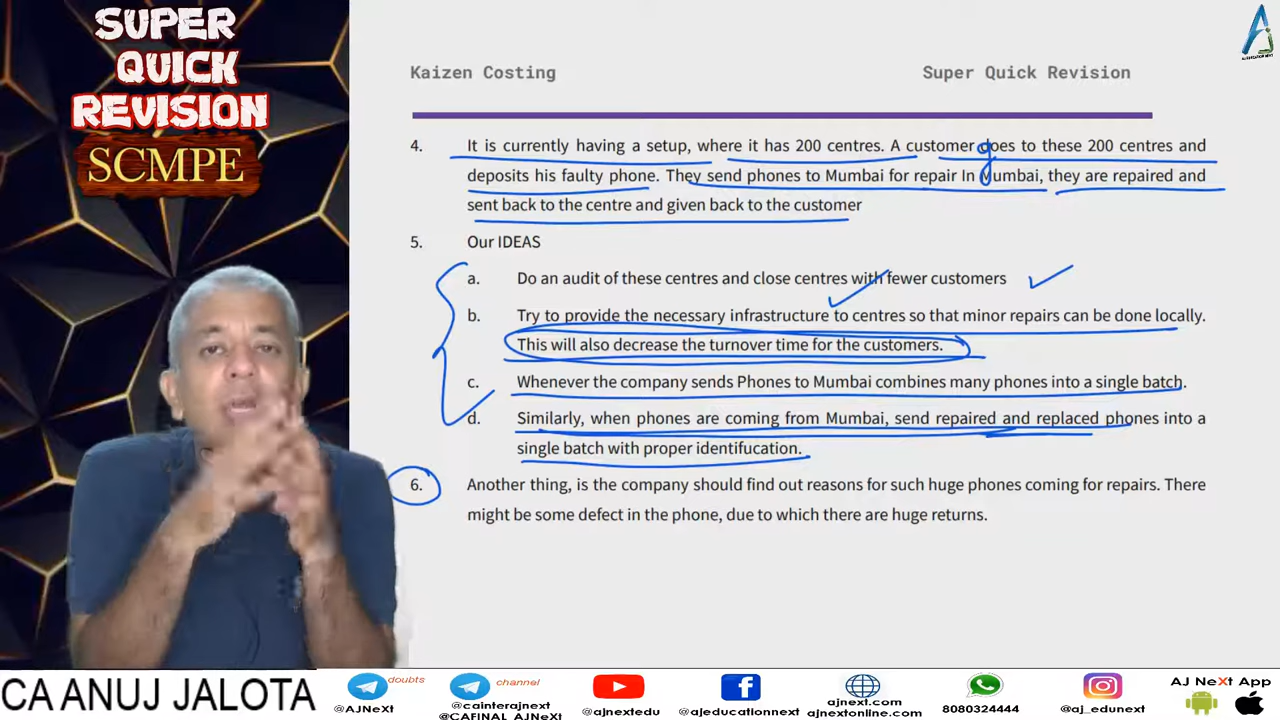 SUPER
QUICK
REVISION
SCMPE
Kaizen Costing
Super Quick Revision
4. It is currently having a setup, where it has 200 centres. A customer goes to these 200 centres and
deposits his faulty phone. They send phones to Mumbai for repair In Mumbai, they are repaired and
sent back to the centre and given back to the customer
5. Our IDEAS
a. Do an audit of these centres and close centres with fewer customers
b. Try to provide the necessary infrastructure to centres so that minor repairs can be done locally.
This will also decrease the turnover time for the customers.
c. Whenever the company sends Phones to Mumbai combines many phones into a single batch.
d. Similarly, when phones are coming from Mumbai, send repaired and replaced phones into a
single batch with proper identifucation.
6. Another thing, is the company should find out reasons for such huge phones coming for repairs. There
might be some defect in the phone, due to which there are huge returns.
CA ANUJ JALOTA
doubts
@AJNeXt
channel
@cainterajnext
@CAFINAL_AJNeXt
@ajnextedu
@ajeducationnext
ajnext.com
ajnextonline.com
8080324444
@aj_edunext
AJ NeXt App